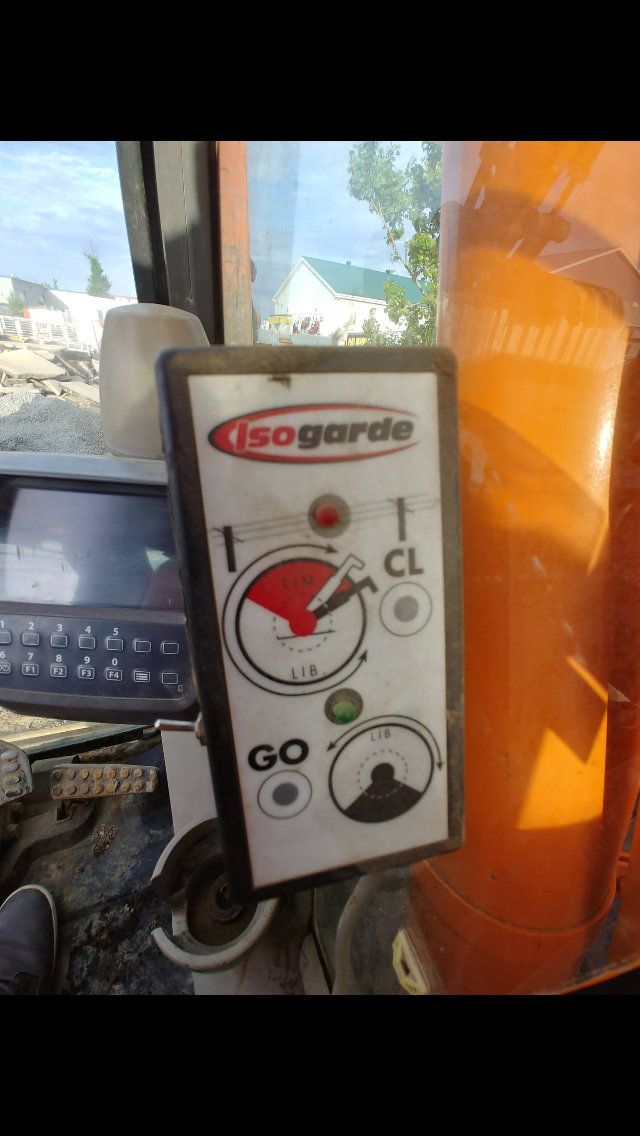 Isogarde
CL
LIM.
LIB.
LIB.
GO
1 2 3 4 5
6 7 8 9 0
F1 F2 F3 F4